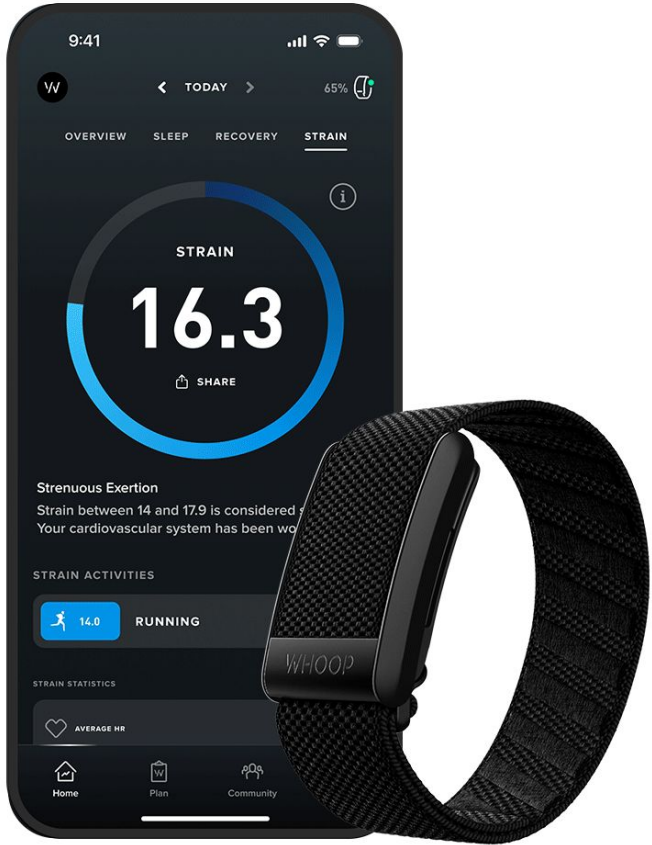 9:41
W
TODAY
65%
OVERVIEW SLEEP RECOVERY STRAIN
i
STRAIN
16.3
SHARE
Strenuous Exertion
Strain between 14 and 17.9 is considered
Your cardiovascular system has been
STRAIN ACTIVITIES
14.0 RUNNING
WHOOP
STRAIN STATISTICS
AVERAGE HR
W
Home Plan Community